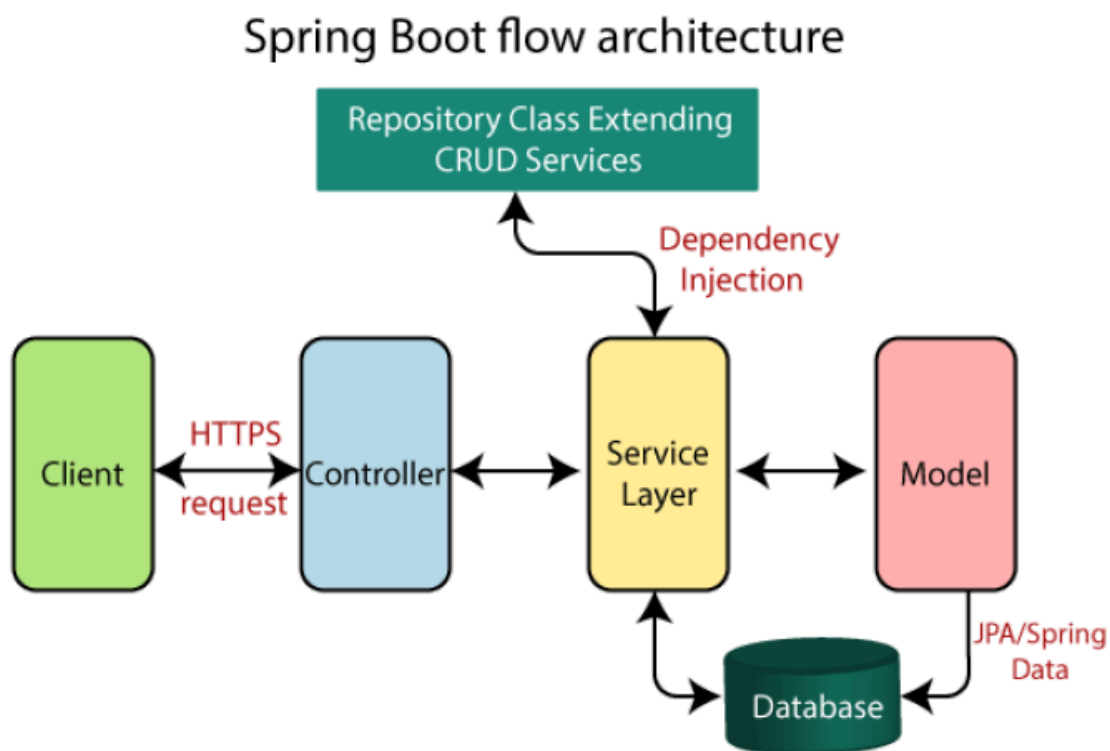 Spring Boot flow architecture
Repository Class Extending
CRUD Services
Dependency
Injection
Client
HTTPS
request
Controller
Service
Layer
Model
JPA/Spring
Data
Database